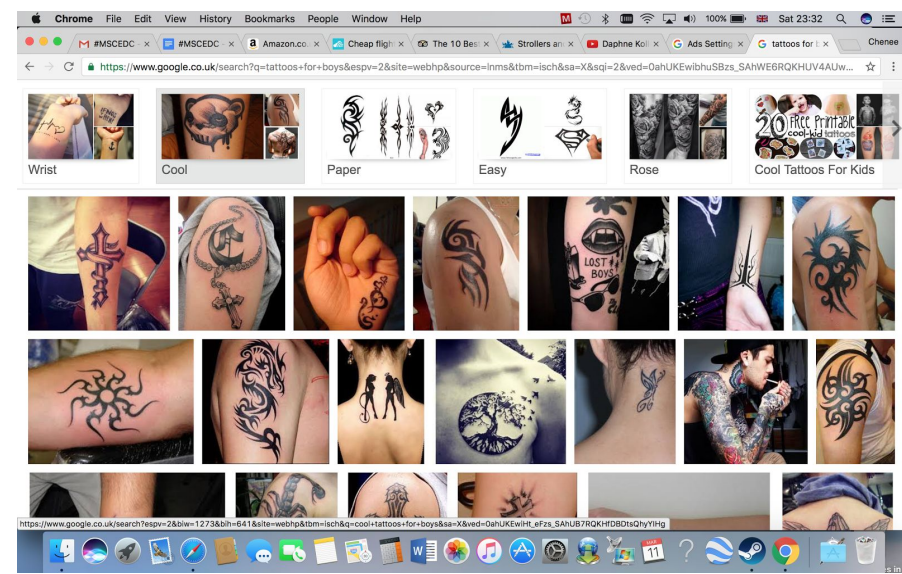 Chrome File Edit View History Bookmarks People Window Help 100% Sat 23:32
#MSCEDC × #MSCEDC × Amazon.co. × Cheap fligh × The 10 Bes × Strollers an × Daphne Kol × Ads Setting × tattoos for b × Chenee
https://www.google.co.uk/search?q=tattoos+for+boys&espv=2&site=webhp&source=lnms&tbm=isch&sa=X&sqi=2&ved=0ahUKEwibhuSBzs_SAhWE6RQKHUV4AUw...
20 FREE Printable
cool-kid tattoos
Wrist Cool Paper Easy Rose Cool Tattoos For Kids
LOST
BOYS
https://www.google.co.uk/search?espv=2&biw=1273&bih=641&site=webhp&tbm=isch&q=cool+tattoos+for+boys&sa=X&ved=0ahUKEwiHt_eFzs_SAhUB7RQKHfDBDtsQhyYIHg
MAR
11